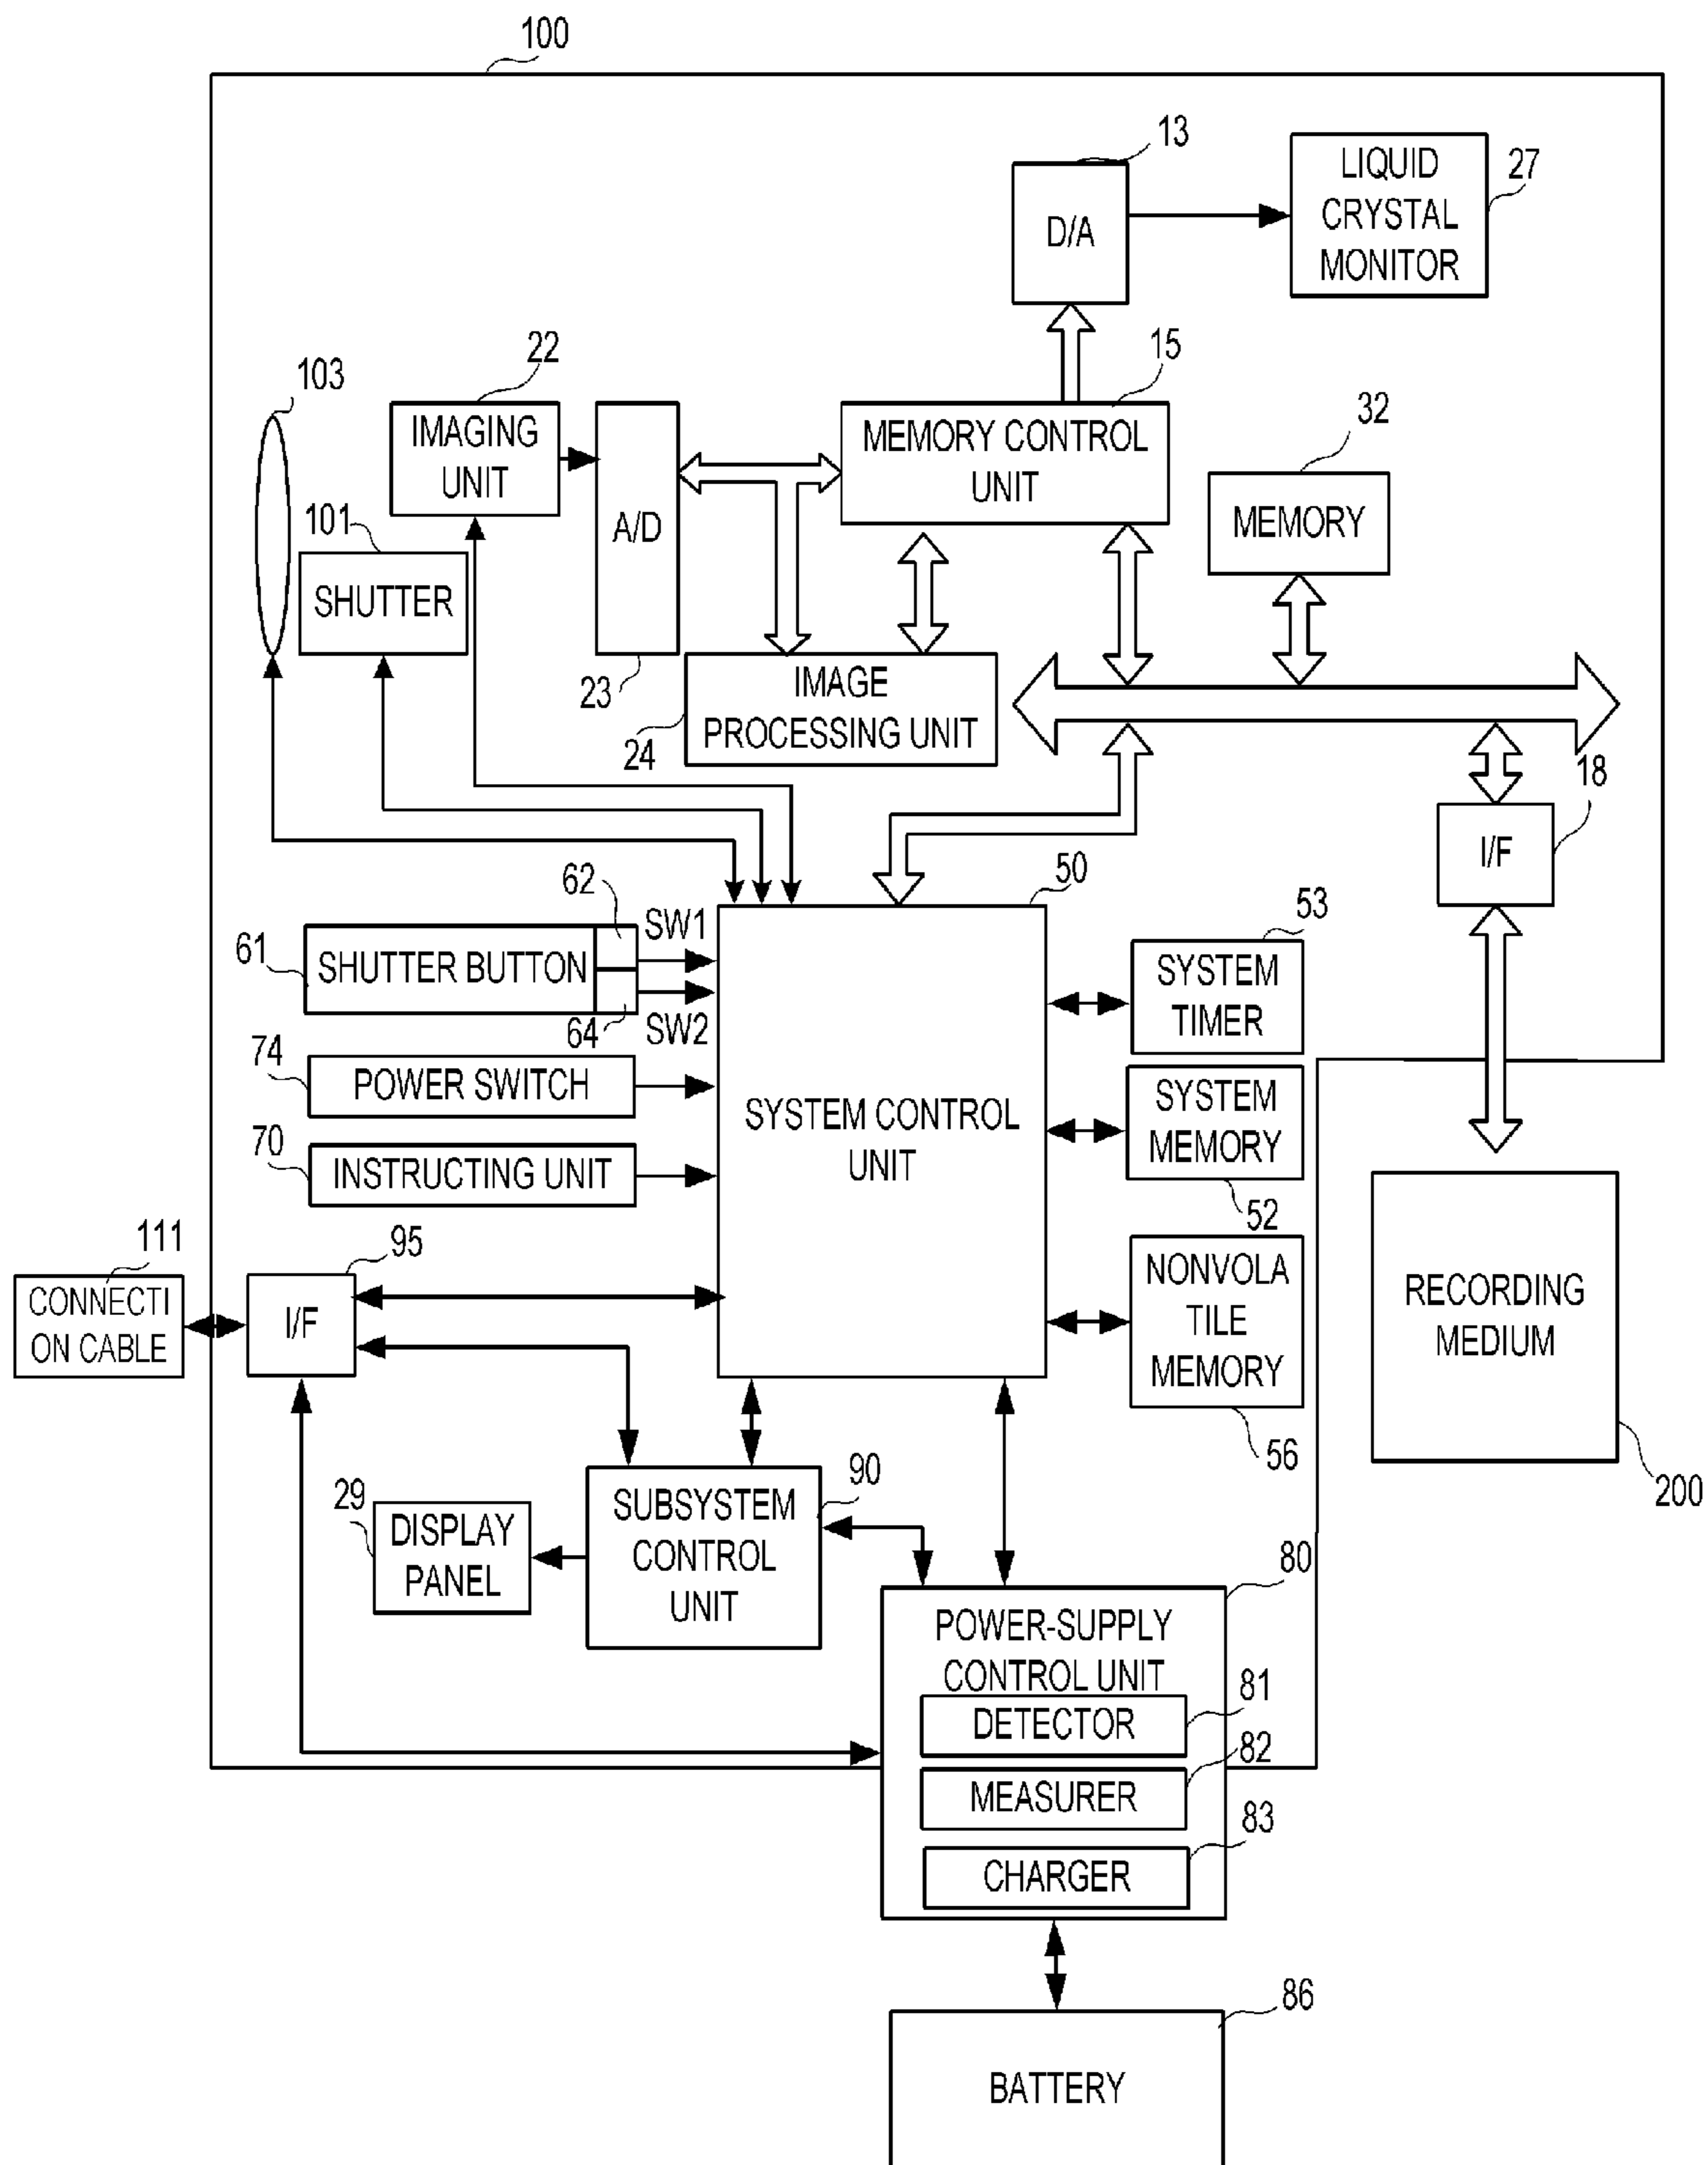 100
13
D/A
LIQUID
CRYSTAL
MONITOR
27
103
22
IMAGING
UNIT
A/D
23
15
MEMORY CONTROL
UNIT
32
MEMORY
101
SHUTTER
IMAGE
PROCESSING UNIT
24
18
I/F
50
SYSTEM CONTROL
UNIT
62
SW1
61
SHUTTER BUTTON
64
SW2
53
SYSTEM
TIMER
74
POWER SWITCH
SYSTEM
MEMORY
52
70
INSTRUCTING UNIT
111
CONNECTI
ON CABLE
95
I/F
NONVOLA
TILE
MEMORY
56
RECORDING
MEDIUM
200
29
DISPLAY
PANEL
SUBSYSTEM
CONTROL
UNIT
90
80
POWER-SUPPLY
CONTROL UNIT
81
DETECTOR
82
MEASURER
83
CHARGER
86
BATTERY